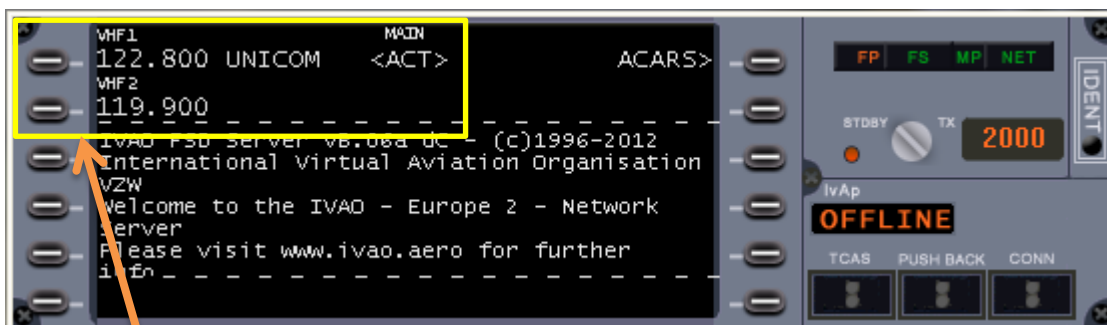 VHF1 MAIN
122.800 UNICOM <ACT> ACARS>
VHF2
119.900
IVAO FSD Server vB.06a dC - (c)1996-2012
International Virtual Aviation Organisation
VZW
Welcome to the IVAO - Europe 2 - Network
Server
Please visit www.ivao.aero for further
info
FP FS MP NET
IDENT
STDBY TX 2000
IvAp
OFFLINE
TCAS PUSH BACK CONN